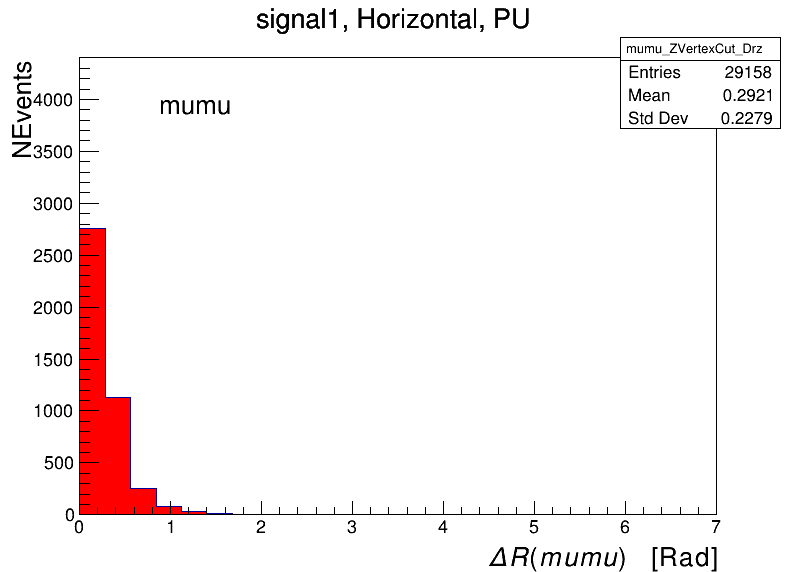 signal1, Horizontal, PU
mumu_ZVertexCut_Drz
Entries 29158
Mean 0.2921
Std Dev 0.2279
NEvents
mumu
4000
3500
3000
2500
2000
1500
1000
500
0
0 1 2 3 4 5 6 7
ΔR(mumu) [Rad]